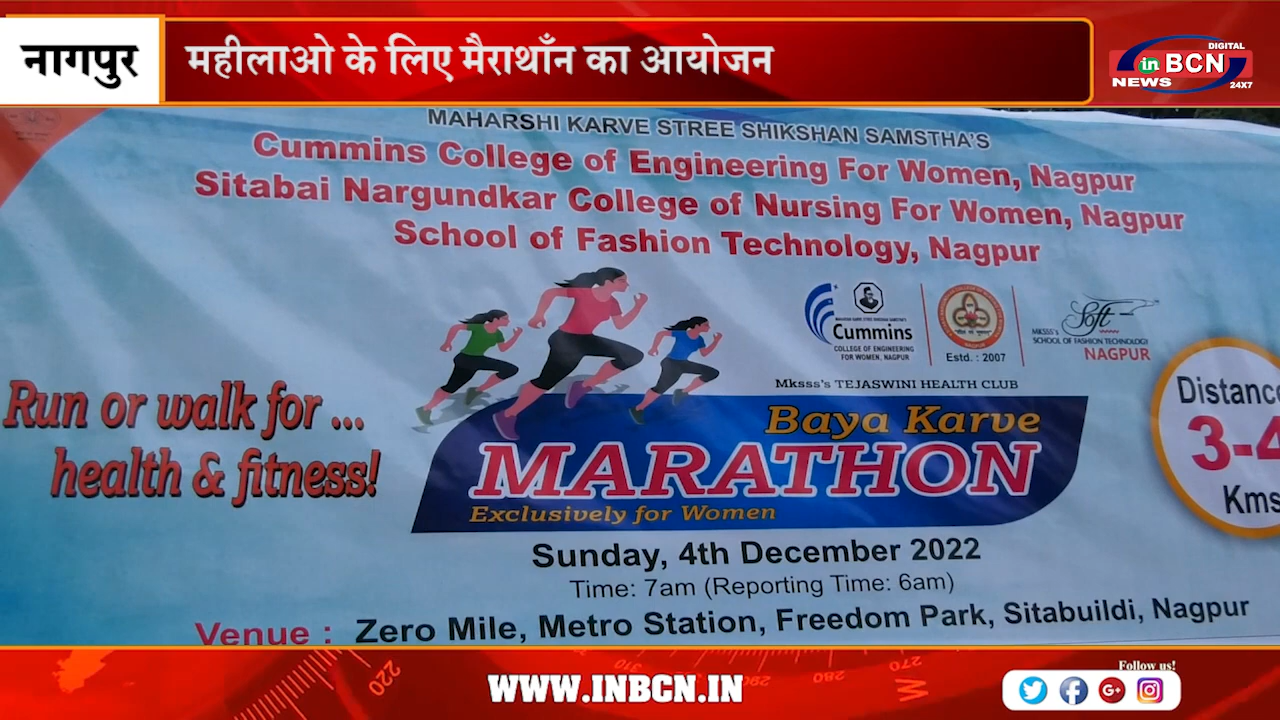 नागपुर
महीलाओ के लिए मैराथाँन का आयोजन
DIGITAL
in BCN
NEWS
24X7
MAHARSHI KARVE STREE SHIKSHAN SAMSTHA'S
Cummins College of Engineering For Women, Nagpur
Sitabai Nargundkar College of Nursing For Women, Nagpur
School of Fashion Technology, Nagpur
Cummins
COLLEGE OF ENGINEERING
FOR WOMEN, NAGPUR
Estd. : 2007
Soft
MKSSS's
SCHOOL OF FASHION TECHNOLOGY
NAGPUR
Mksss's TEJASWINI HEALTH CLUB
Run or walk for ...
health & fitness!
Baya Karve
MARATHON
Exclusively for Women
Distance
3-4
Kms
Sunday, 4th December 2022
Time: 7am (Reporting Time: 6am)
Venue : Zero Mile, Metro Station, Freedom Park, Sitabuildi, Nagpur
Follow us!
WWW.INBCN.IN
220
270
280
W